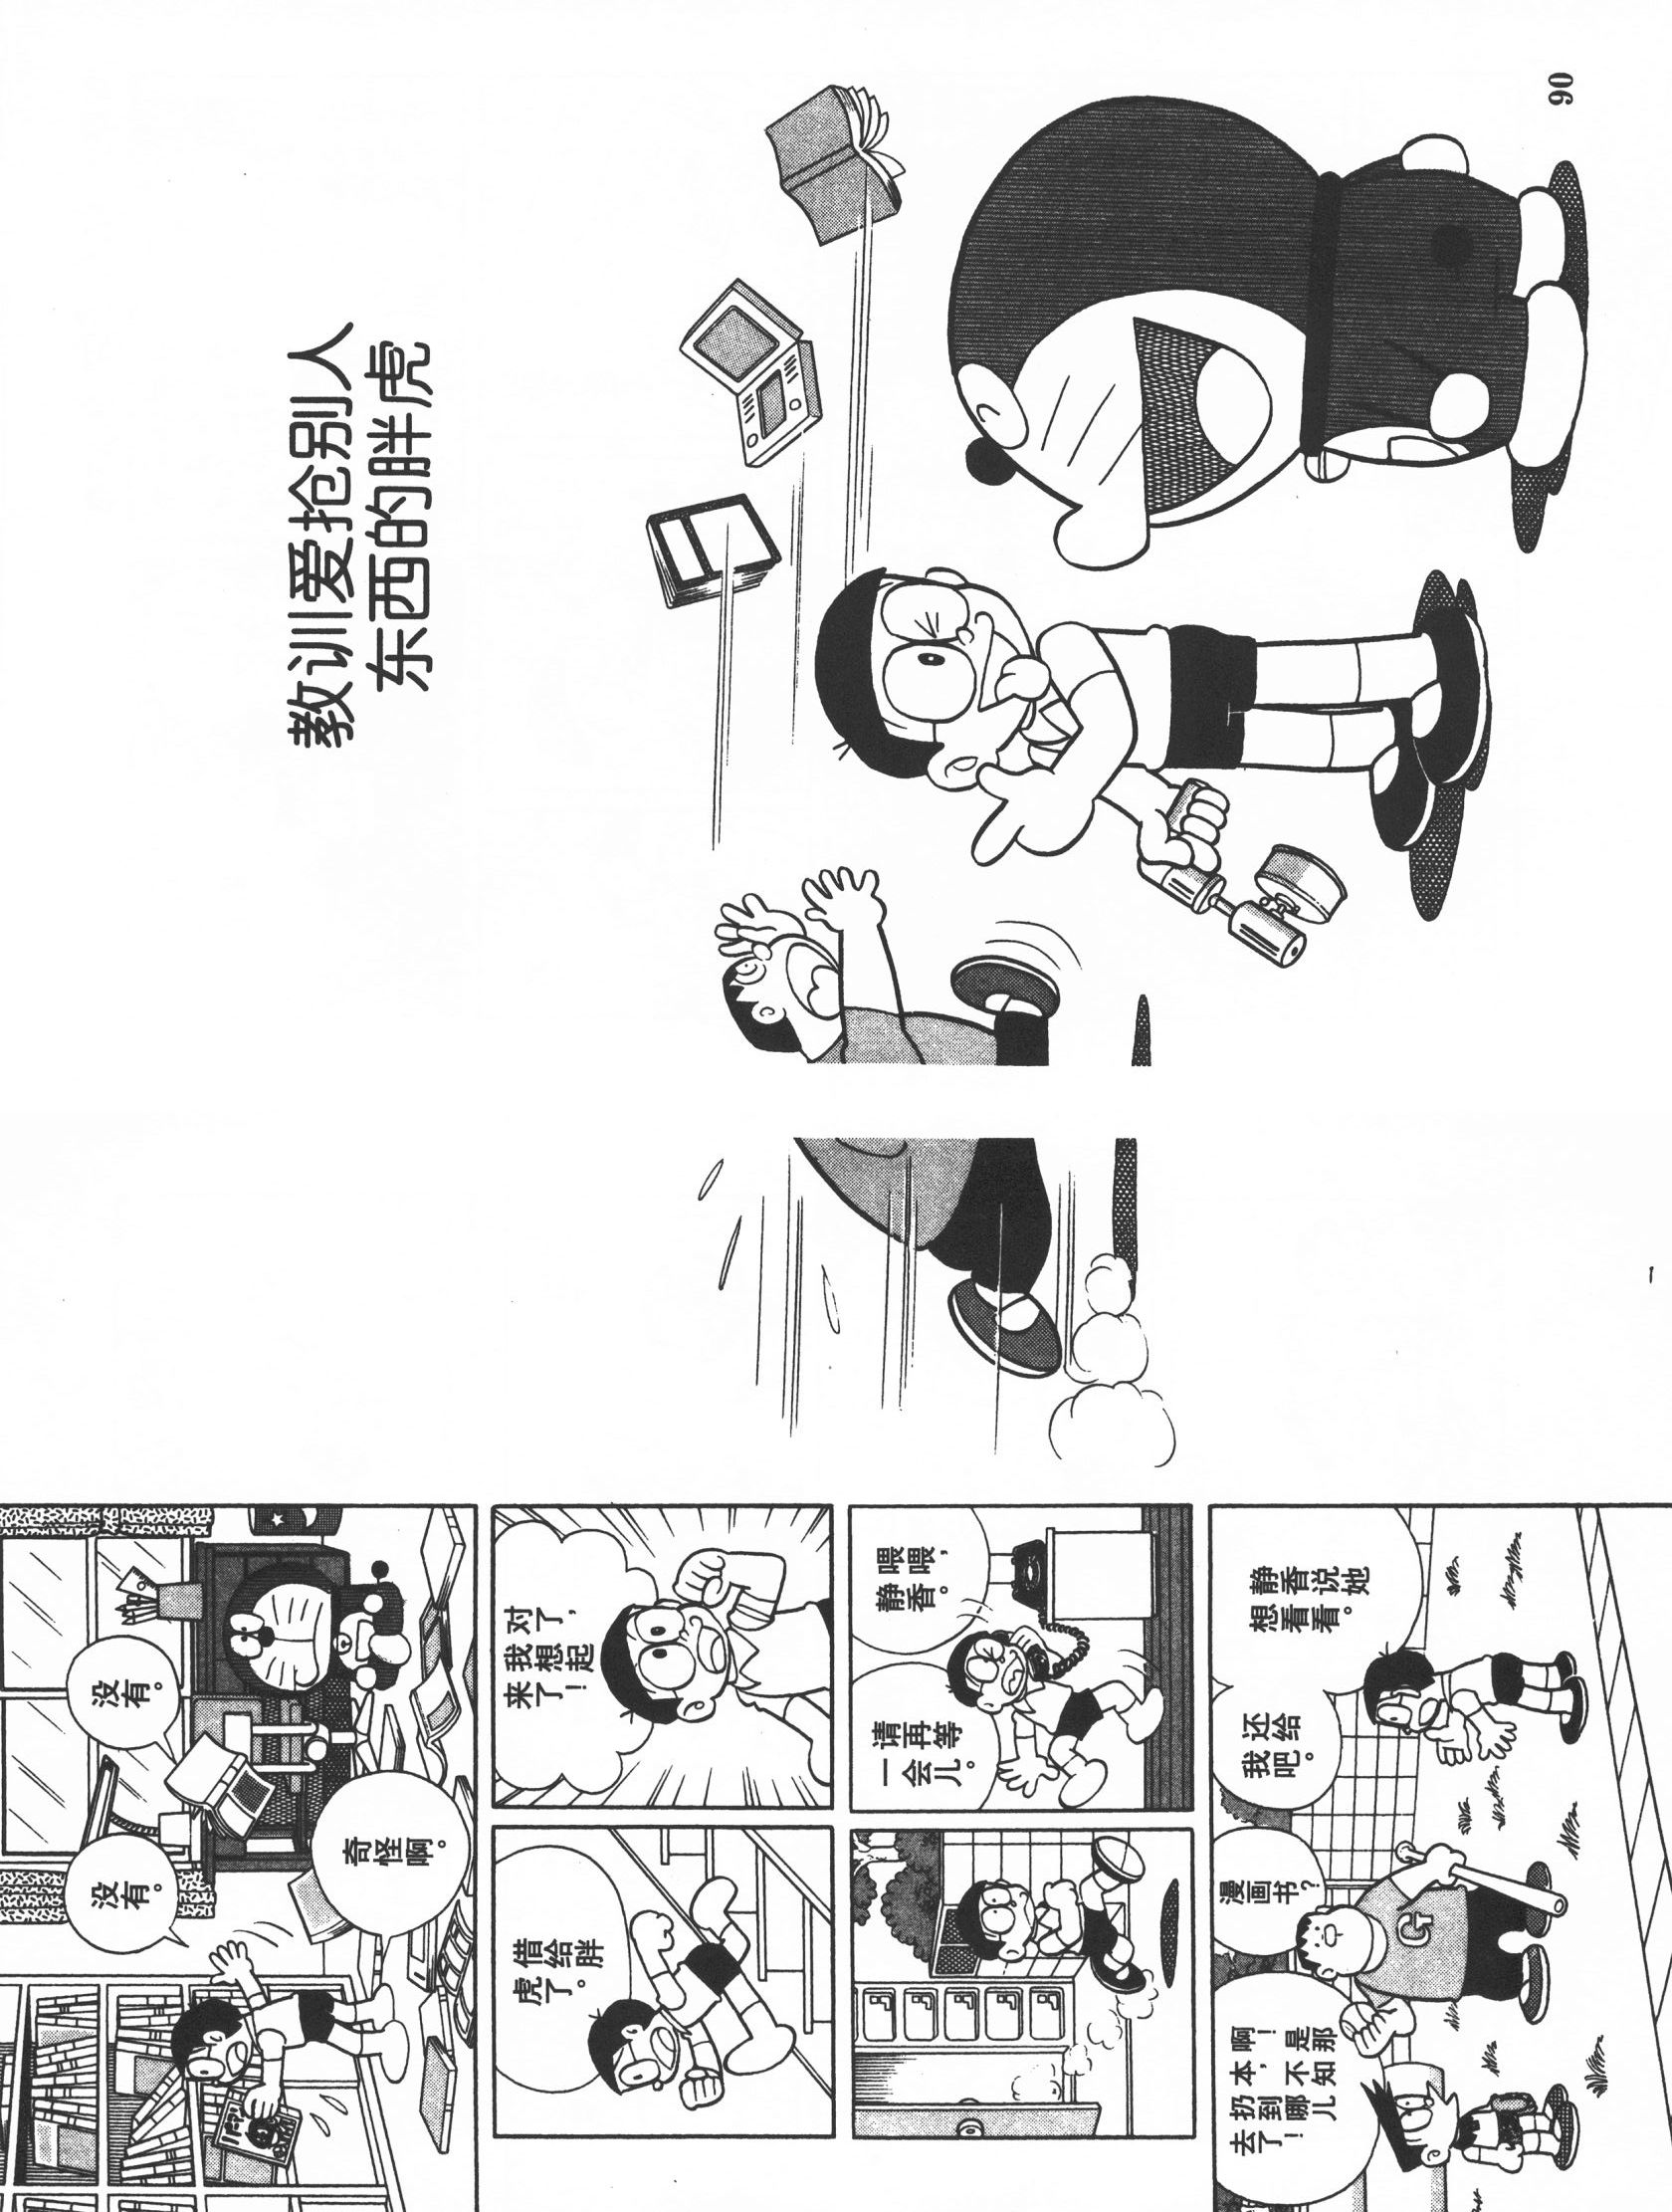 教训爱抢别人
东西的胖虎
90
没有。
没有。
奇怪啊。
对了，
我想起
来了！
借给胖
虎了。
喂喂，
静香。
请再等
一会儿。
静香说她
想看看。
还给
我吧。
漫画书？
G
啊！是那
本，不知
扔到哪儿
去了！